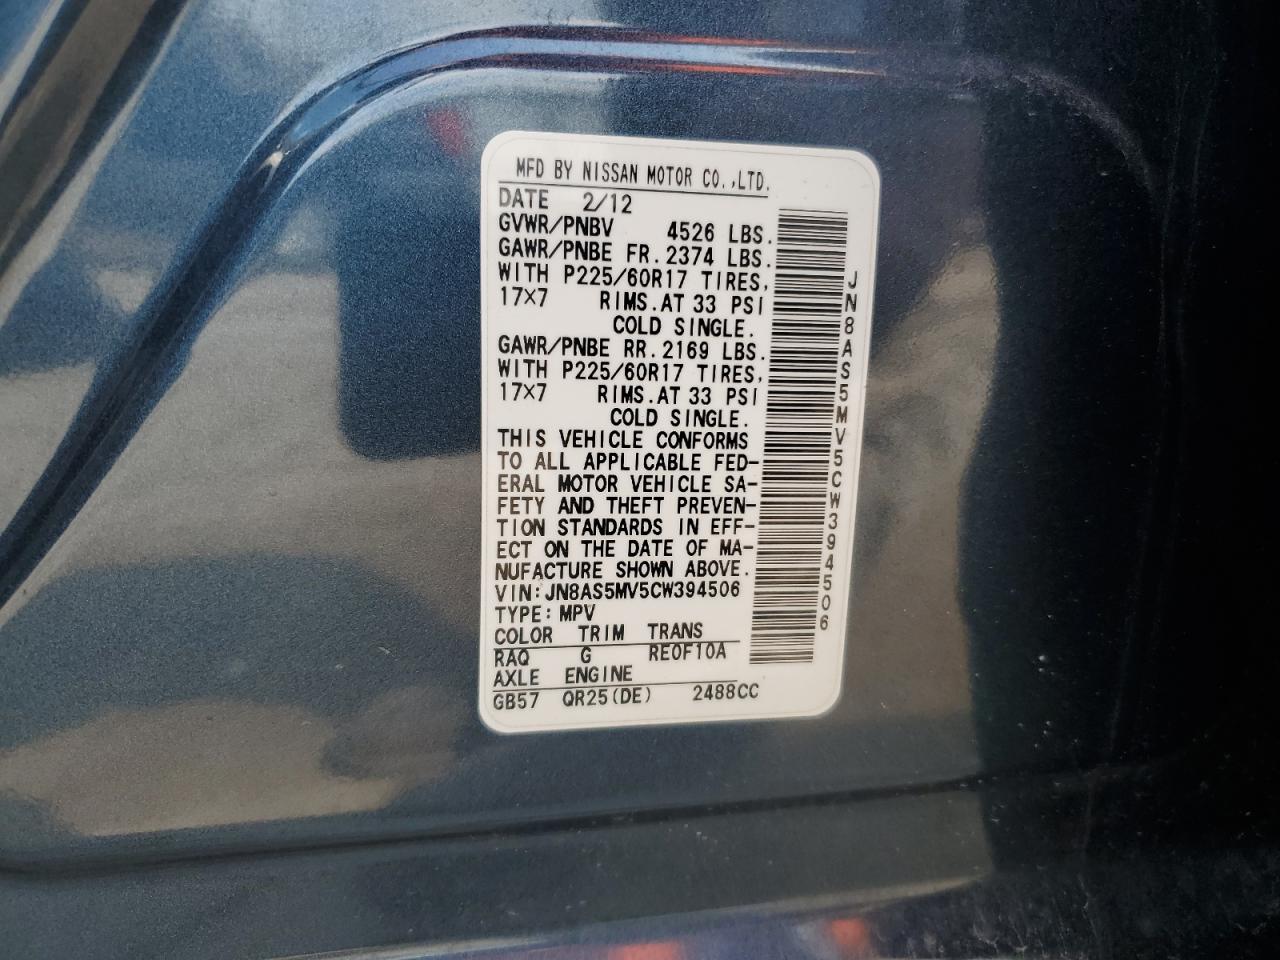 MFD BY NISSAN MOTOR CO.,LTD.
DATE 2/12
GVWR/PNBV 4526 LBS.
GAWR/PNBE FR. 2374 LBS.
WITH P225/60R17 TIRES,
17×7 RIMS.AT 33 PSI
COLD SINGLE.
GAWR/PNBE RR. 2169 LBS.
WITH P225/60R17 TIRES,
17×7 RIMS.AT 33 PSI
COLD SINGLE.
THIS VEHICLE CONFORMS
TO ALL APPLICABLE FED-
ERAL MOTOR VEHICLE SA-
FETY AND THEFT PREVEN-
TION STANDARDS IN EFF-
ECT ON THE DATE OF MA-
NUFACTURE SHOWN ABOVE.
VIN:JN8AS5MV5CW394506
TYPE:MPV
COLOR TRIM TRANS
RAQ G RE0F10A
AXLE ENGINE
GB57 QR25(DE) 2488CC
JN8AS5MV5CW394506